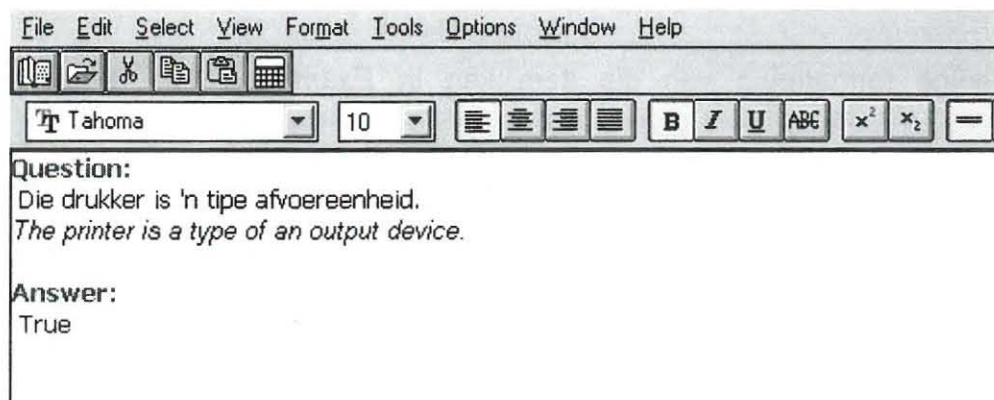 File Edit Select View Format Tools Options Window Help
Tahoma 10 B I U ABC x² x₂
Question:
Die drukker is 'n tipe afvoereenheid.
The printer is a type of an output device.
Answer:
True